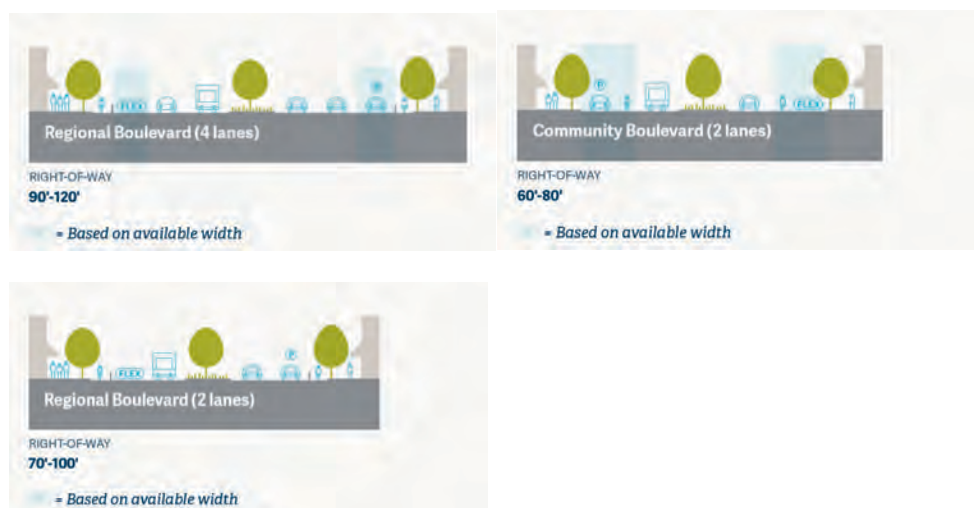 FLEX
P
Regional Boulevard (4 lanes)
RIGHT-OF-WAY
90'-120'
= Based on available width
P
FLEX
Community Boulevard (2 lanes)
RIGHT-OF-WAY
60'-80'
= Based on available width
FLEX
P
Regional Boulevard (2 lanes)
RIGHT-OF-WAY
70'-100'
= Based on available width